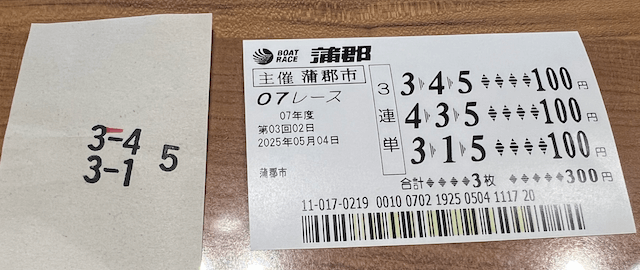 3-4
3-1 5
BOAT RACE 蒲郡
主催 蒲郡市
07レース
07年度
第03回02日
2025年05月04日
蒲郡市
3連単
3 4 5 100円
4 3 5 100円
3 1 5 100円
合計 3枚 300円
11-017-0219 0010 0702 1925 0504 1117 20